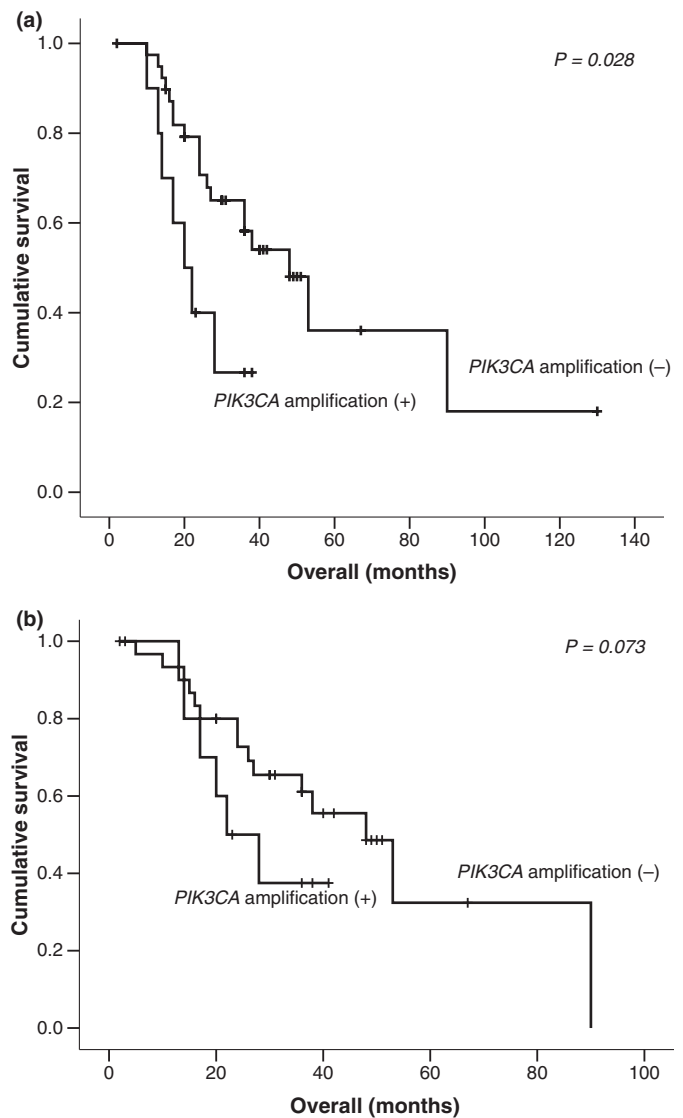 (a)
P = 0.028
Cumulative survival
1.0
0.8
0.6
0.4
0.2
0.0
PIK3CA amplification (–)
PIK3CA amplification (+)
0 20 40 60 80 100 120 140
Overall (months)
(b)
P = 0.073
Cumulative survival
1.0
0.8
0.6
0.4
0.2
0.0
PIK3CA amplification (–)
PIK3CA amplification (+)
0 20 40 60 80 100
Overall (months)